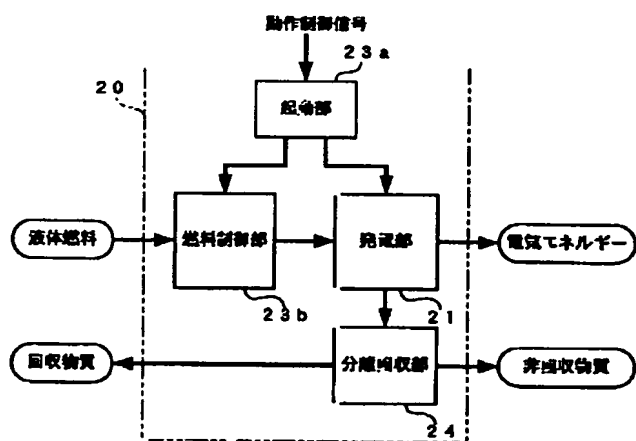 動作制御信号
23a
20
起動部
液体燃料
燃料制御部
発電部
電気エネルギー
23b
21
回収物質
分離回収部
非回収物質
24